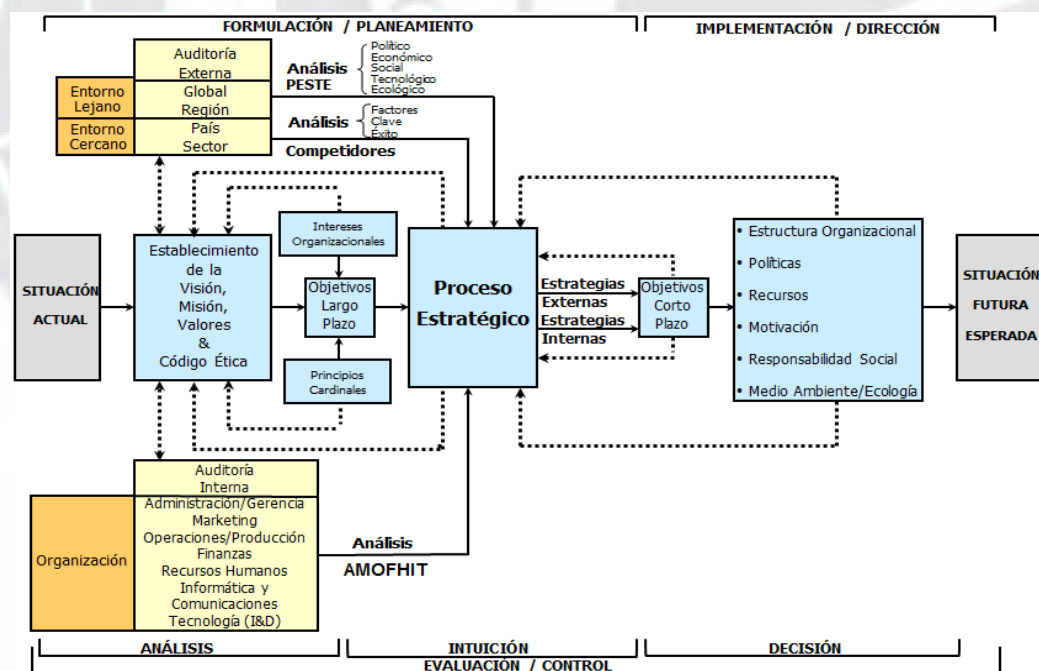 FORMULACIÓN / PLANEAMIENTO
IMPLEMENTACIÓN / DIRECCIÓN
Auditoría
Externa
Entorno
Lejano
Global
Región
Entorno
Cercano
País
Sector
Análisis
PESTE
Político
Económico
Social
Tecnológico
Ecológico
Análisis
Factores
Clave
Éxito
Competidores
SITUACIÓN
ACTUAL
Establecimiento
de la
Visión,
Misión,
Valores
&
Código Ética
Intereses
Organizacionales
Objetivos
Largo
Plazo
Principios
Cardinales
Proceso
Estratégico
Estrategias
Externas
Estrategias
Internas
Objetivos
Corto
Plazo
• Estructura Organizacional
• Políticas
• Recursos
• Motivación
• Responsabilidad Social
• Medio Ambiente/Ecología
SITUACIÓN
FUTURA
ESPERADA
Auditoría
Interna
Organización
Administración/Gerencia
Marketing
Operaciones/Producción
Finanzas
Recursos Humanos
Informática y
Comunicaciones
Tecnología (I&D)
Análisis
AMOFHIT
ANÁLISIS
INTUICIÓN
DECISIÓN
EVALUACIÓN / CONTROL